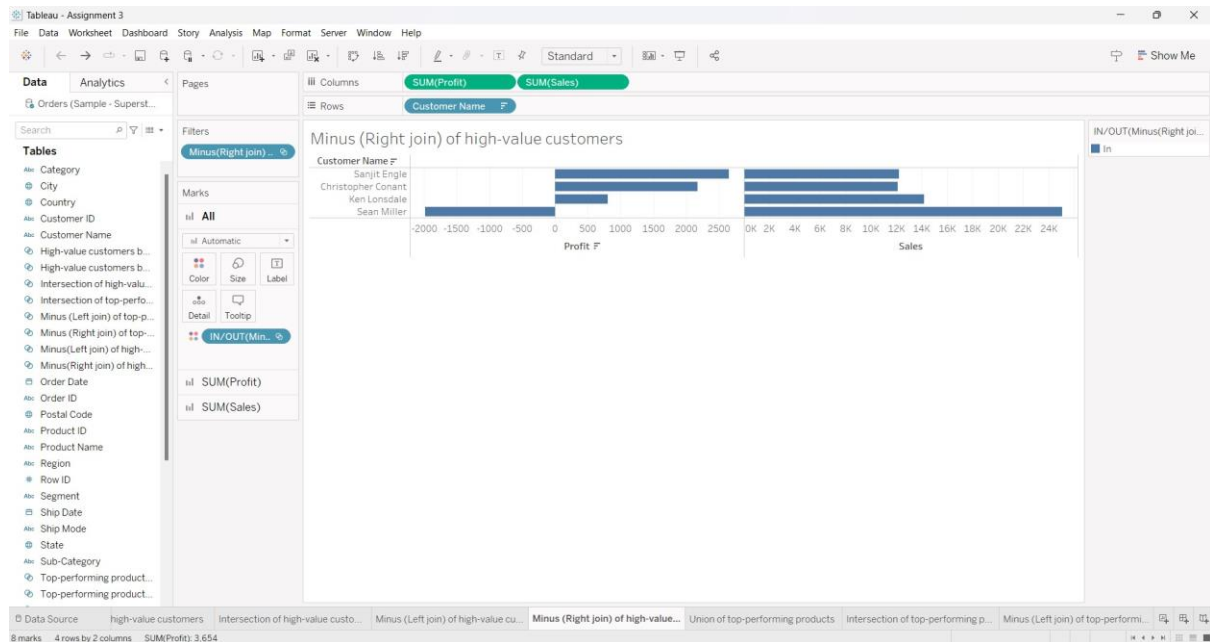 Tableau - Assignment 3
File Data Worksheet Dashboard Story Analysis Map Format Server Window Help
Standard
Show Me
Data Analytics
Orders (Sample - Superst...
Search
Tables
Category
City
Country
Customer ID
Customer Name
High-value customers b...
High-value customers b...
Intersection of high-valu...
Intersection of top-perfo...
Minus (Left join) of top-p...
Minus (Right join) of top-...
Minus(Left join) of high-...
Minus(Right join) of high...
Order Date
Order ID
Postal Code
Product ID
Product Name
Region
Row ID
Segment
Ship Date
Ship Mode
State
Sub-Category
Top-performing product...
Top-performing product...
Pages
Filters
Minus(Right join) ..
Marks
All
Automatic
Color Size Label
Detail Tooltip
IN/OUT(Min..
SUM(Profit)
SUM(Sales)
Columns SUM(Profit) SUM(Sales)
Rows Customer Name
Minus (Right join) of high-value customers
Customer Name
Sanjit Engle
Christopher Conant
Ken Lonsdale
Sean Miller
-2000 -1500 -1000 -500 0 500 1000 1500 2000 2500 0K 2K 4K 6K 8K 10K 12K 14K 16K 18K 20K 22K 24K
Profit Sales
IN/OUT(Minus(Right joi...
In
Data Source high-value customers Intersection of high-value custo... Minus (Left join) of high-value cu... Minus (Right join) of high-value... Union of top-performing products Intersection of top-performing p... Minus (Left join) of top-performi...
8 marks 4 rows by 2 columns SUM(Profit): 3,654